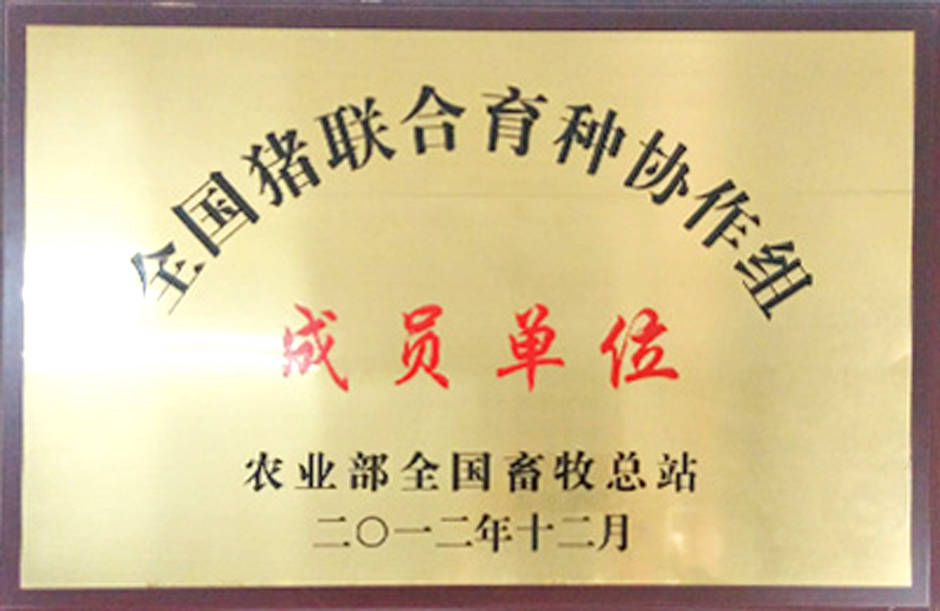 全国猪联合育种协作组
成员单位
农业部全国畜牧总站
二〇一二年十二月